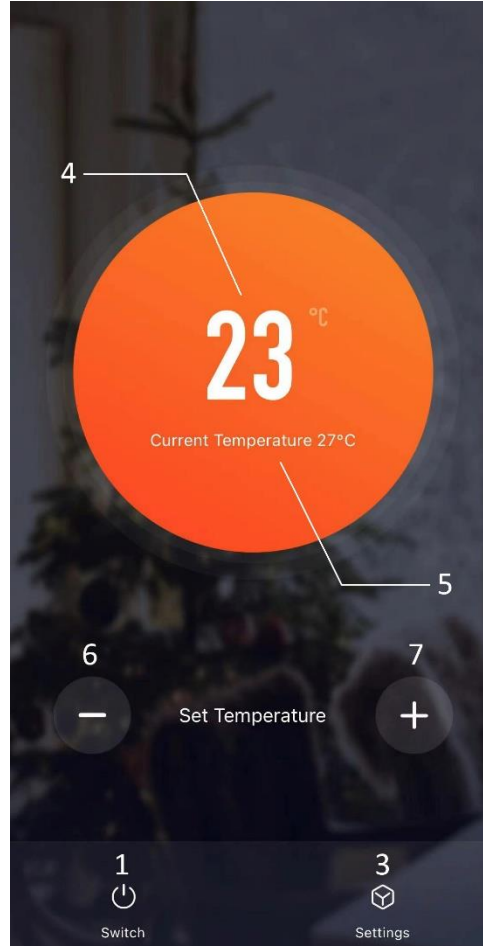 4
23 °C
Current Temperature 27°C
5
6 7
− Set Temperature +
1 3
Switch Settings